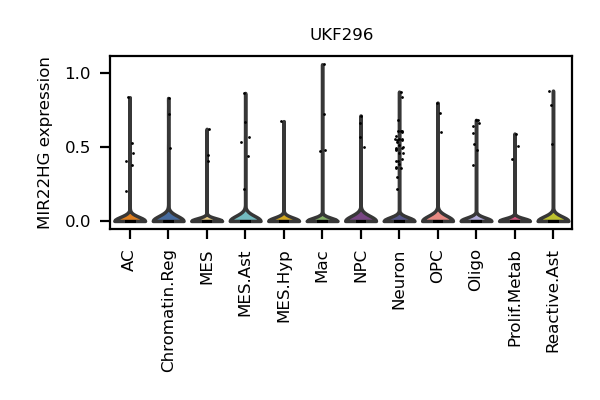 UKF296
MIR22HG expression
1.0
0.5
0.0
AC
Chromatin.Reg
MES
MES.Ast
MES.Hyp
Mac
NPC
Neuron
OPC
Oligo
Prolif.Metab
Reactive.Ast